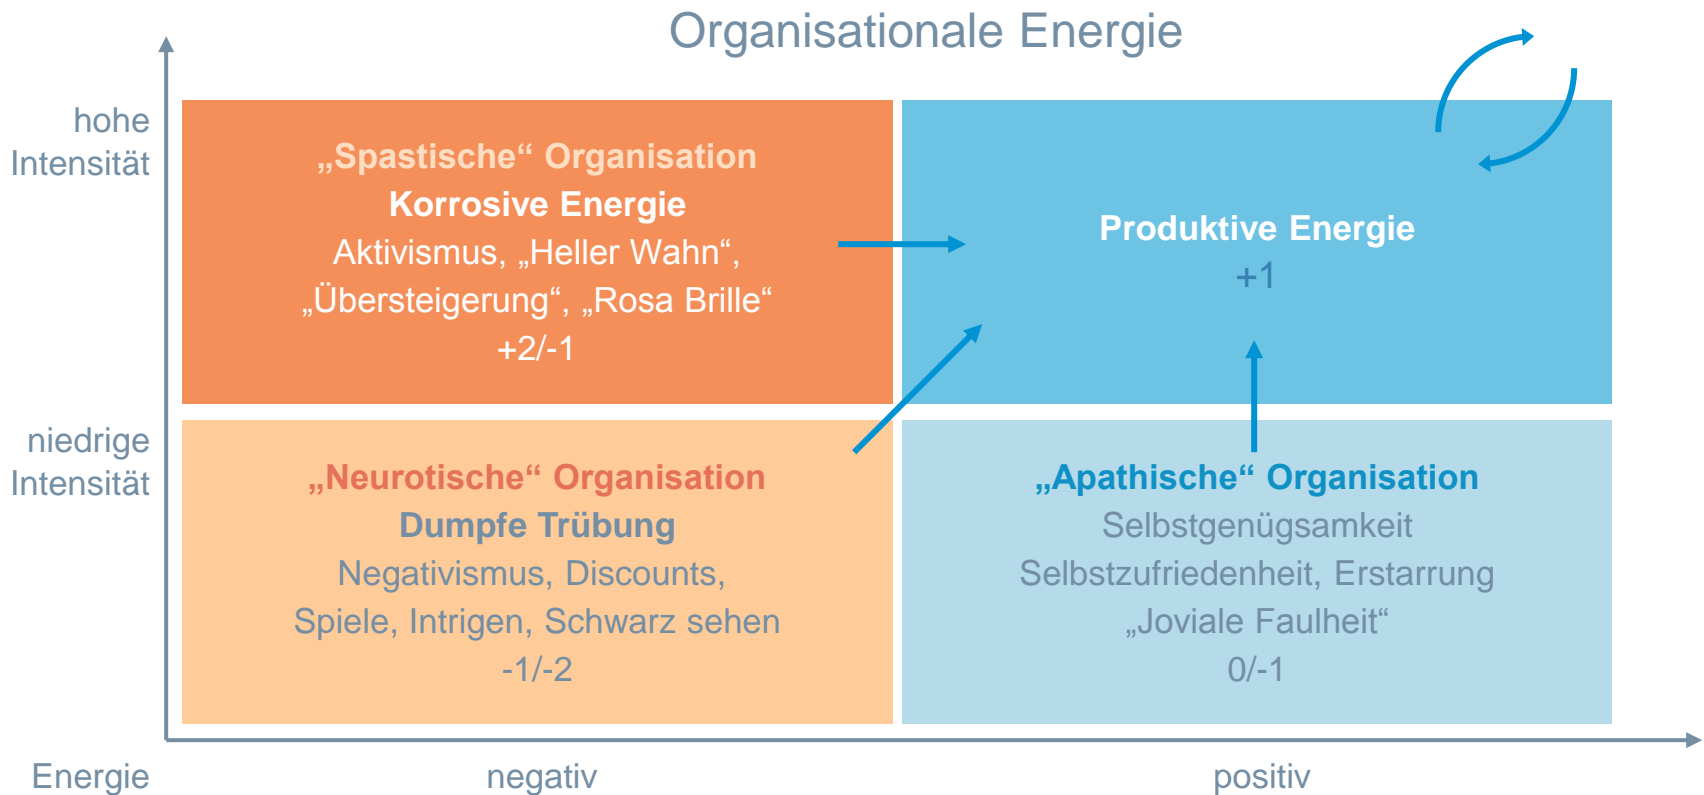 Organisationale Energie
hohe
Intensität
„Spastische“ Organisation
Korrosive Energie
Aktivismus, „Heller Wahn“,
„Übersteigerung“, „Rosa Brille“
+2/-1
Produktive Energie
+1
niedrige
Intensität
„Neurotische“ Organisation
Dumpfe Trübung
Negativismus, Discounts,
Spiele, Intrigen, Schwarz sehen
-1/-2
„Apathische“ Organisation
Selbstgenügsamkeit
Selbstzufriedenheit, Erstarrung
„Joviale Faulheit“
0/-1
Energie
negativ
positiv